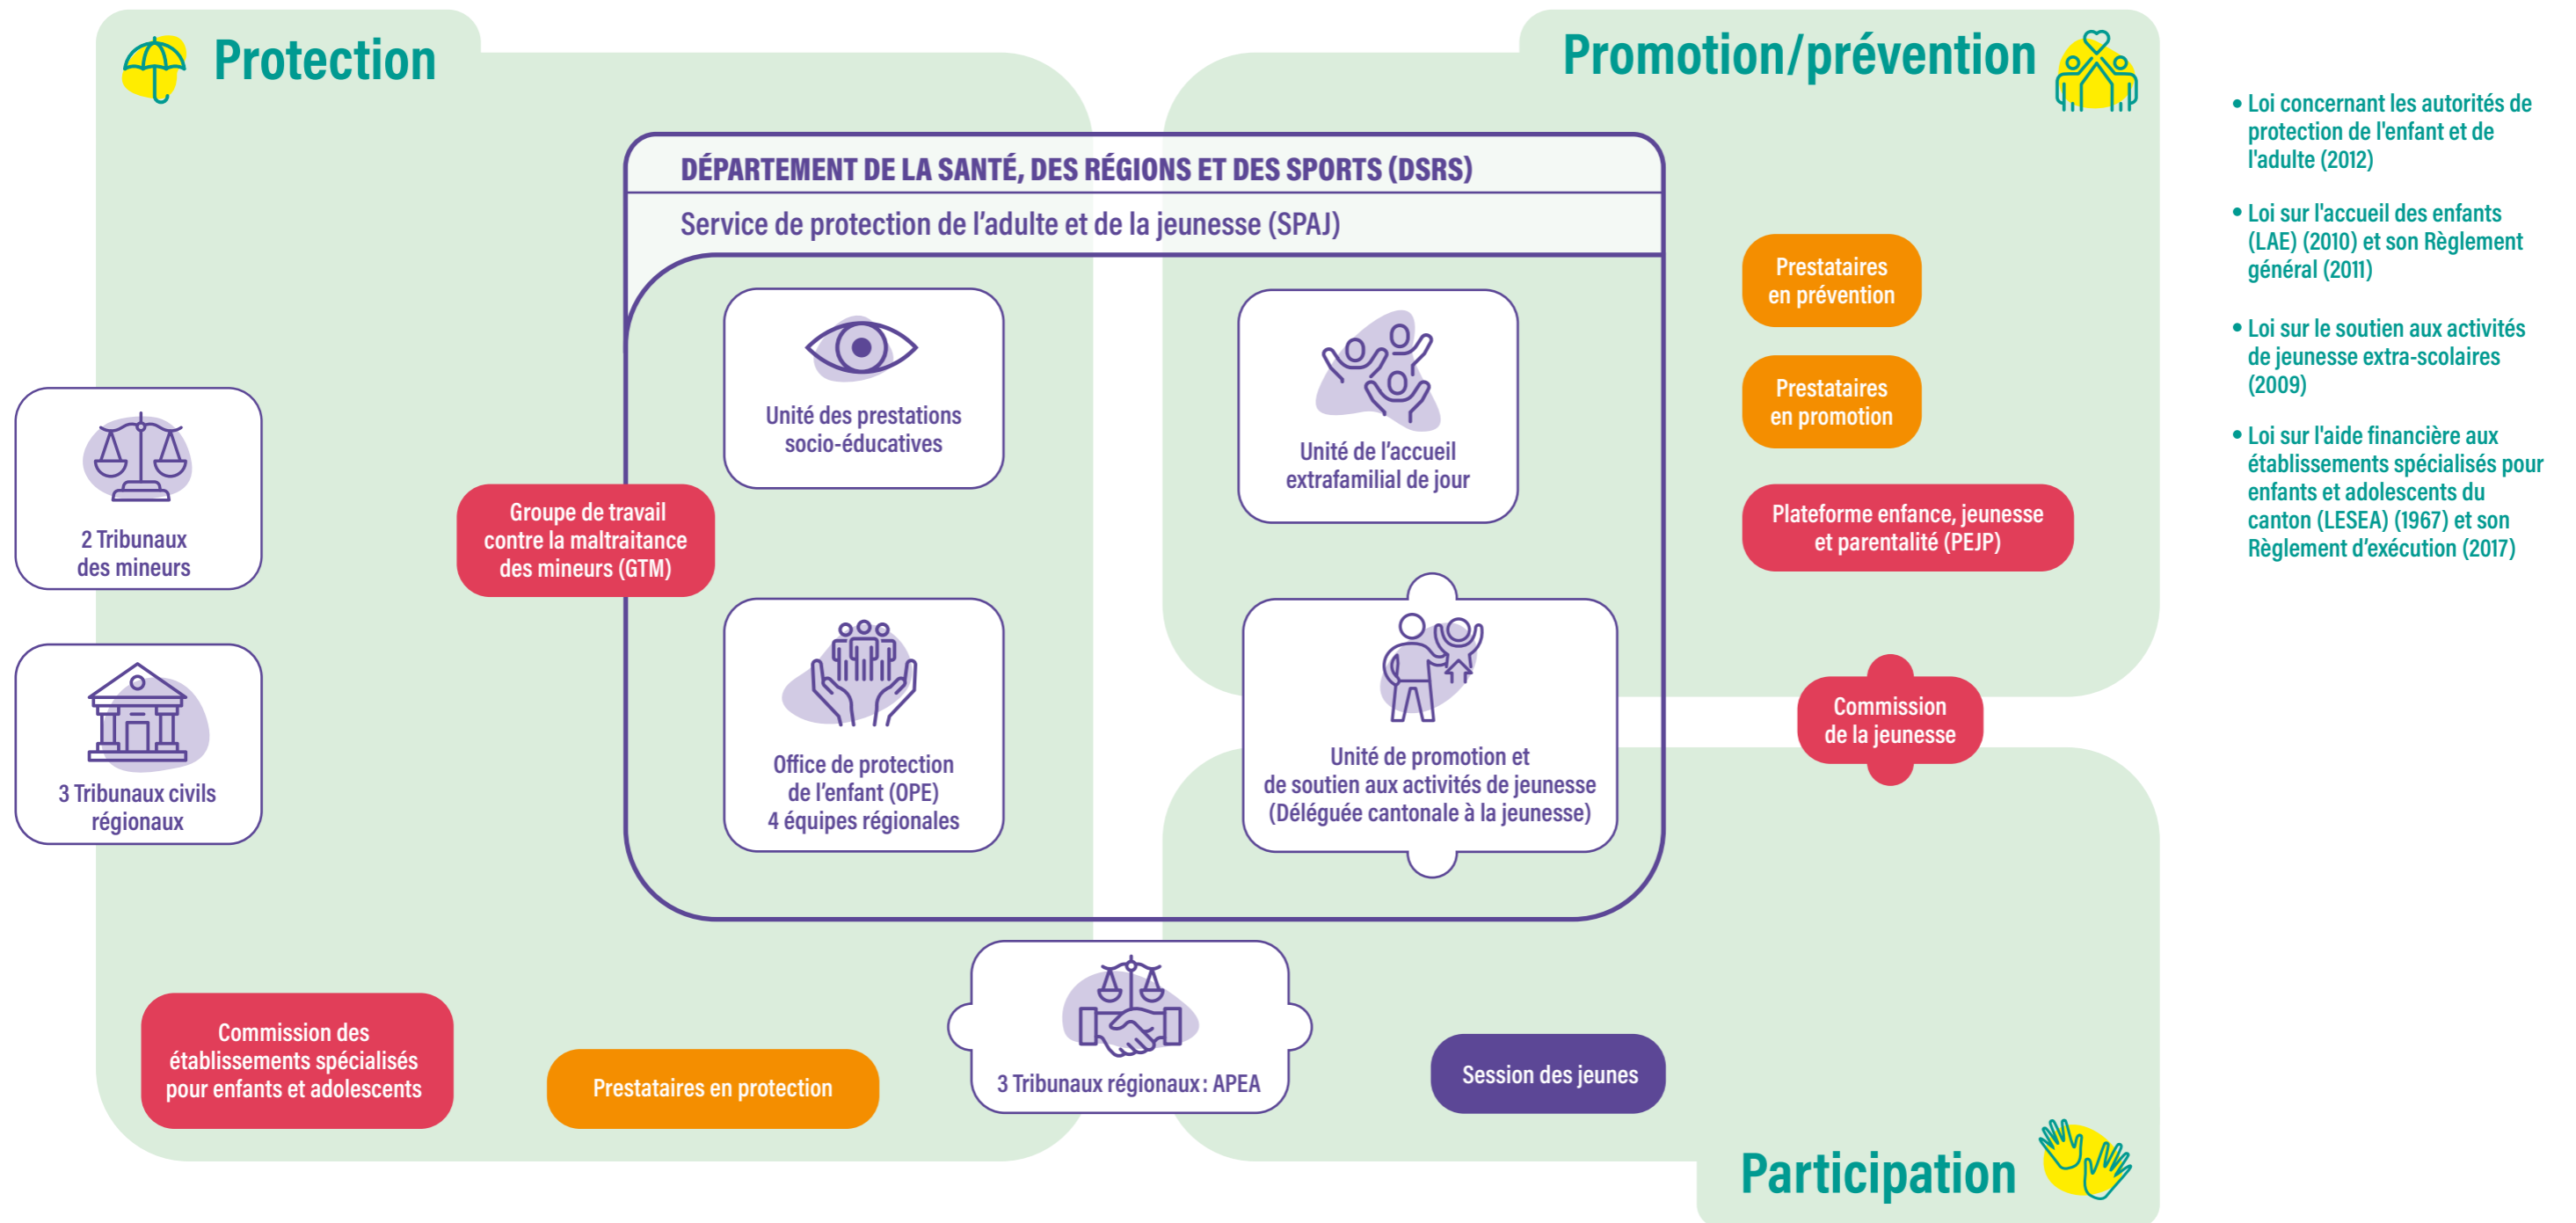 Protection
Promotion/prévention
DÉPARTEMENT DE LA SANTÉ, DES RÉGIONS ET DES SPORTS (DSRS)
Service de protection de l’adulte et de la jeunesse (SPAJ)
Unité des prestations
socio-éducatives
Unité de l’accueil
extrafamilial de jour
Prestataires
en prévention
Prestataires
en promotion
2 Tribunaux
des mineurs
Groupe de travail
contre la maltraitance
des mineurs (GTM)
Plateforme enfance, jeunesse
et parentalité (PEJP)
3 Tribunaux civils
régionaux
Office de protection
de l’enfant (OPE)
4 équipes régionales
Unité de promotion et
de soutien aux activités de jeunesse
(Déléguée cantonale à la jeunesse)
Commission
de la jeunesse
Commission des
établissements spécialisés
pour enfants et adolescents
Prestataires en protection
3 Tribunaux régionaux : APEA
Session des jeunes
Participation
• Loi concernant les autorités de
protection de l'enfant et de
l'adulte (2012)
• Loi sur l'accueil des enfants
(LAE) (2010) et son Règlement
général (2011)
• Loi sur le soutien aux activités
de jeunesse extra-scolaires
(2009)
• Loi sur l'aide financière aux
établissements spécialisés pour
enfants et adolescents du
canton (LESEA) (1967) et son
Règlement d’exécution (2017)